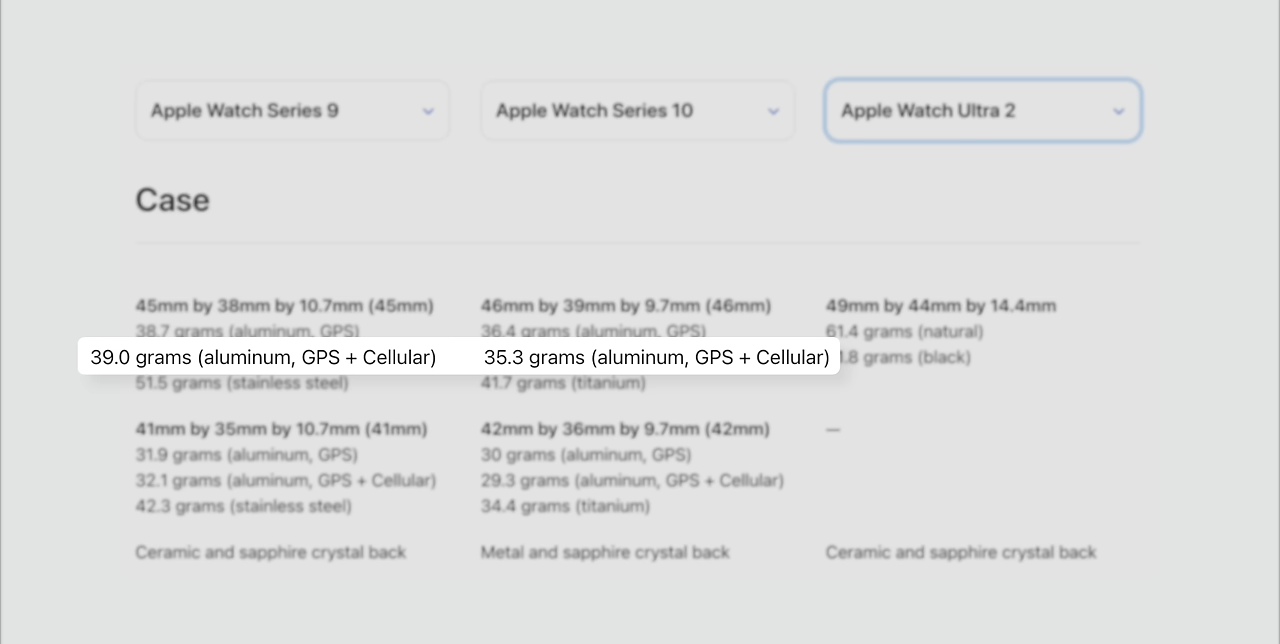 Apple Watch Series 9
Apple Watch Series 10
Apple Watch Ultra 2
Case
45mm by 38mm by 10.7mm (45mm)
38.7 grams (aluminum, GPS)
39.0 grams (aluminum, GPS + Cellular)
51.5 grams (stainless steel)
41mm by 35mm by 10.7mm (41mm)
31.9 grams (aluminum, GPS)
32.1 grams (aluminum, GPS + Cellular)
42.3 grams (stainless steel)
Ceramic and sapphire crystal back
46mm by 39mm by 9.7mm (46mm)
36.4 grams (aluminum, GPS)
35.3 grams (aluminum, GPS + Cellular)
41.7 grams (titanium)
42mm by 36mm by 9.7mm (42mm)
30 grams (aluminum, GPS)
29.3 grams (aluminum, GPS + Cellular)
34.4 grams (titanium)
Metal and sapphire crystal back
49mm by 44mm by 14.4mm
61.4 grams (natural)
grams (black)
—
Ceramic and sapphire crystal back